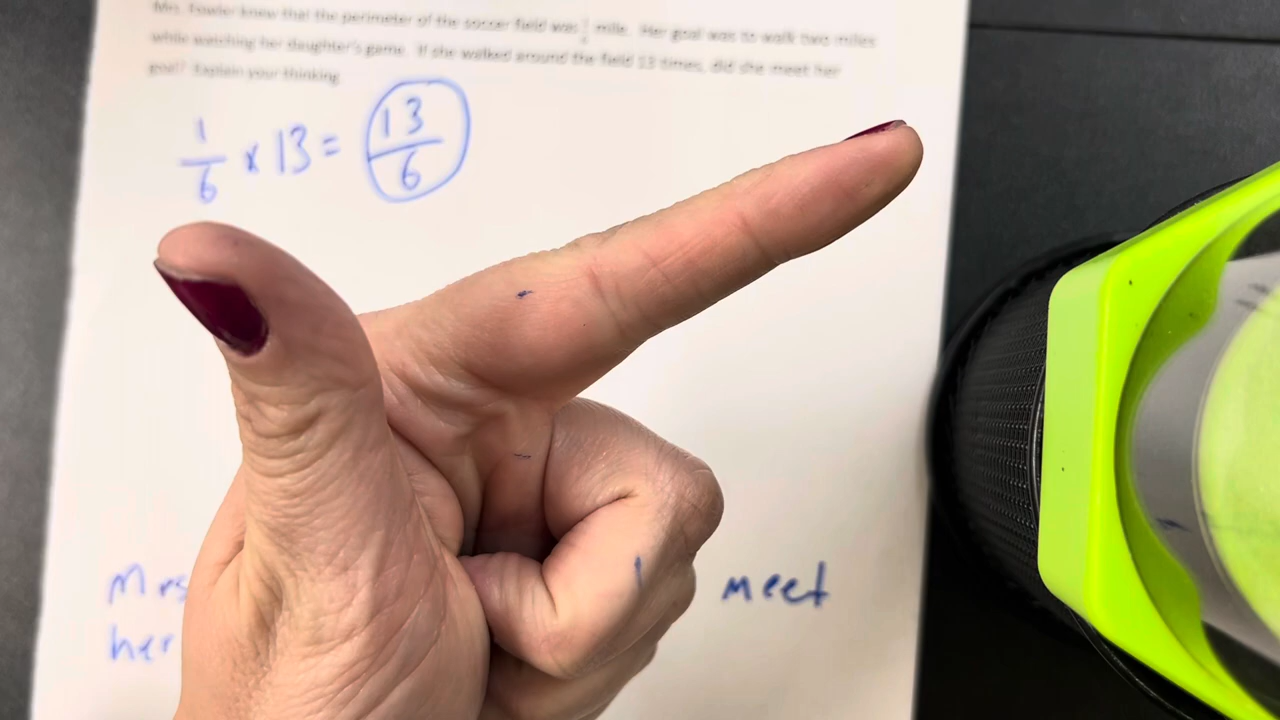 Mrs. Fowler knew that the perimeter of the soccer field was mile. Her goal was to walk two miles
while watching her daughter's game. If she walked around the field 13 times, did she meet her
goal? Explain your thinking
1/6 x 13 = 13/6
Mrs meet
her